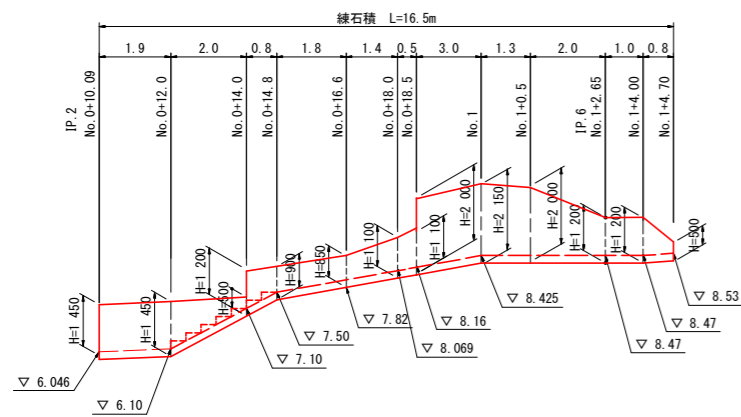 練石積 L=16.5m
1.9 2.0 0.8 1.8 1.4 0.5 3.0 1.3 2.0 1.0 0.8
IP.2
No.0+10.09
No.0+12.0
No.0+14.0
No.0+14.8
No.0+16.6
No.0+18.0
No.0+18.5
No.1
No.1+0.5
IP.6
No.1+2.65
No.1+4.00
No.1+4.70
H=1 450
H=1 450
H=1 200
H=500
H=900
H=850
H=1 100
H=2 000
H=1 100
H=2 150
H=2 000
H=1 200
H=1 200
H=500
▽ 6.046
▽ 6.10
▽ 7.10
▽ 7.50
▽ 7.82
▽ 8.069
▽ 8.16
▽ 8.425
▽ 8.47
▽ 8.47
▽ 8.53